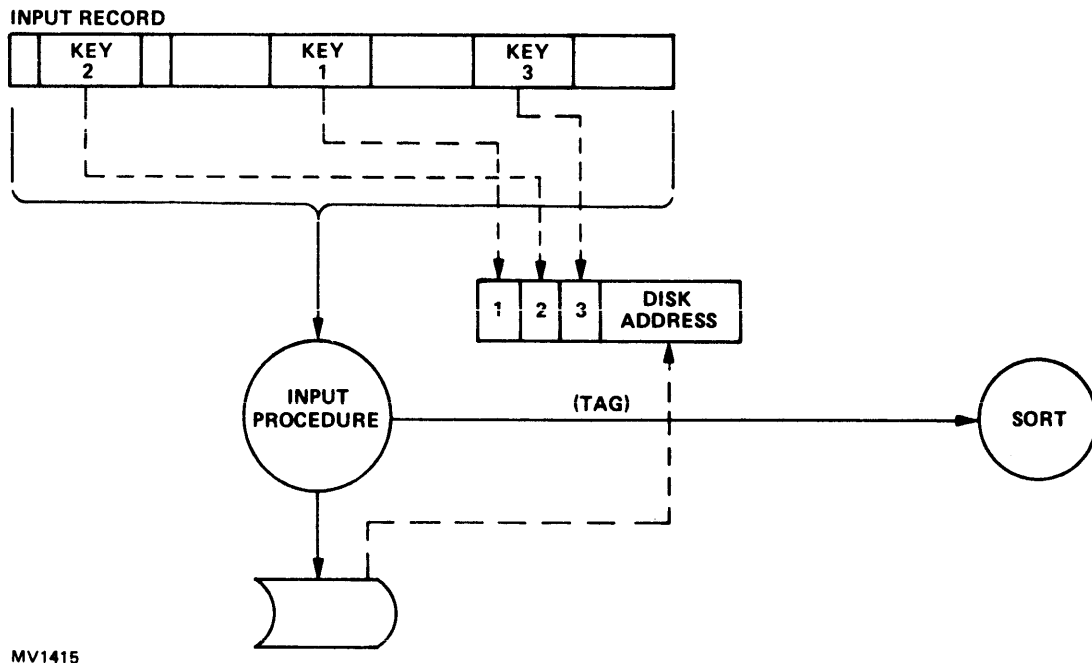 INPUT RECORD
KEY
2
KEY
1
KEY
3
1 2 3 DISK
ADDRESS
INPUT
PROCEDURE
(TAG)
SORT
MV1415